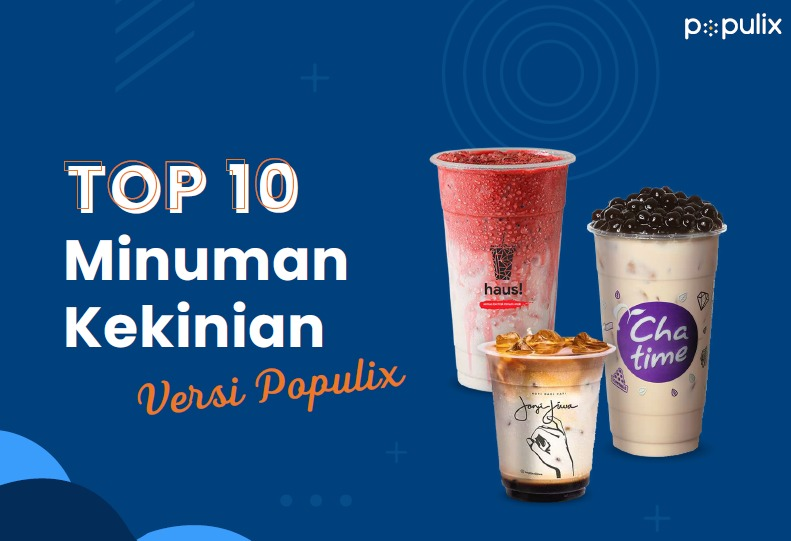 populix
TOP 10
Minuman
Kekinian
Versi Populix
haus!
Cha
time
Janji Jiwa